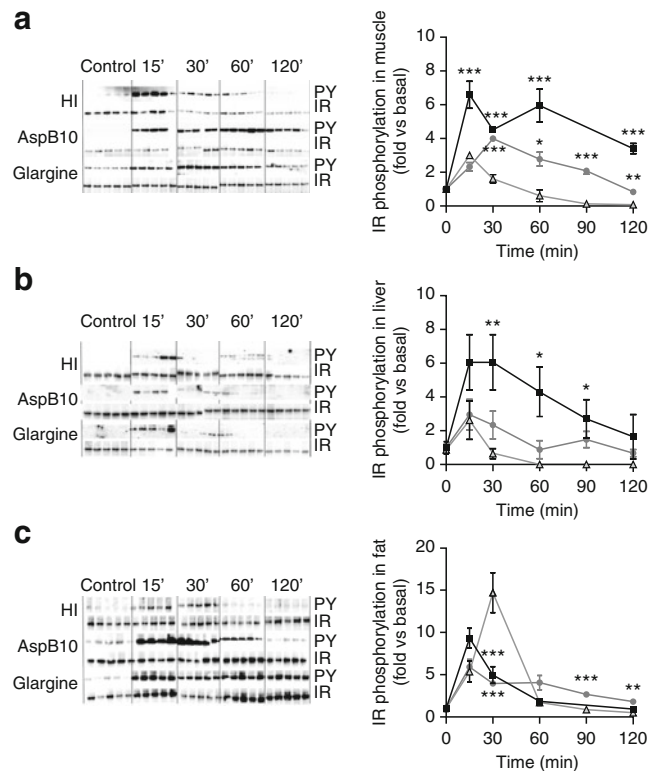 a
Control 15' 30' 60' 120'
HI PY
IR
AspB10 PY
IR
Glargine PY
IR
IR phosphorylation in muscle
(fold vs basal)
10
8
6
4
2
0
*** *** *** ***
*** * *** **
0 30 60 90 120
Time (min)
b
Control 15' 30' 60' 120'
HI PY
IR
AspB10 PY
IR
Glargine PY
IR
IR phosphorylation in liver
(fold vs basal)
10
8
6
4
2
0
** * *
0 30 60 90 120
Time (min)
c
Control 15' 30' 60' 120'
HI PY
IR
AspB10 PY
IR
Glargine PY
IR
IR phosphorylation in fat
(fold vs basal)
20
15
10
5
0
***
*** *** **
0 30 60 90 120
Time (min)